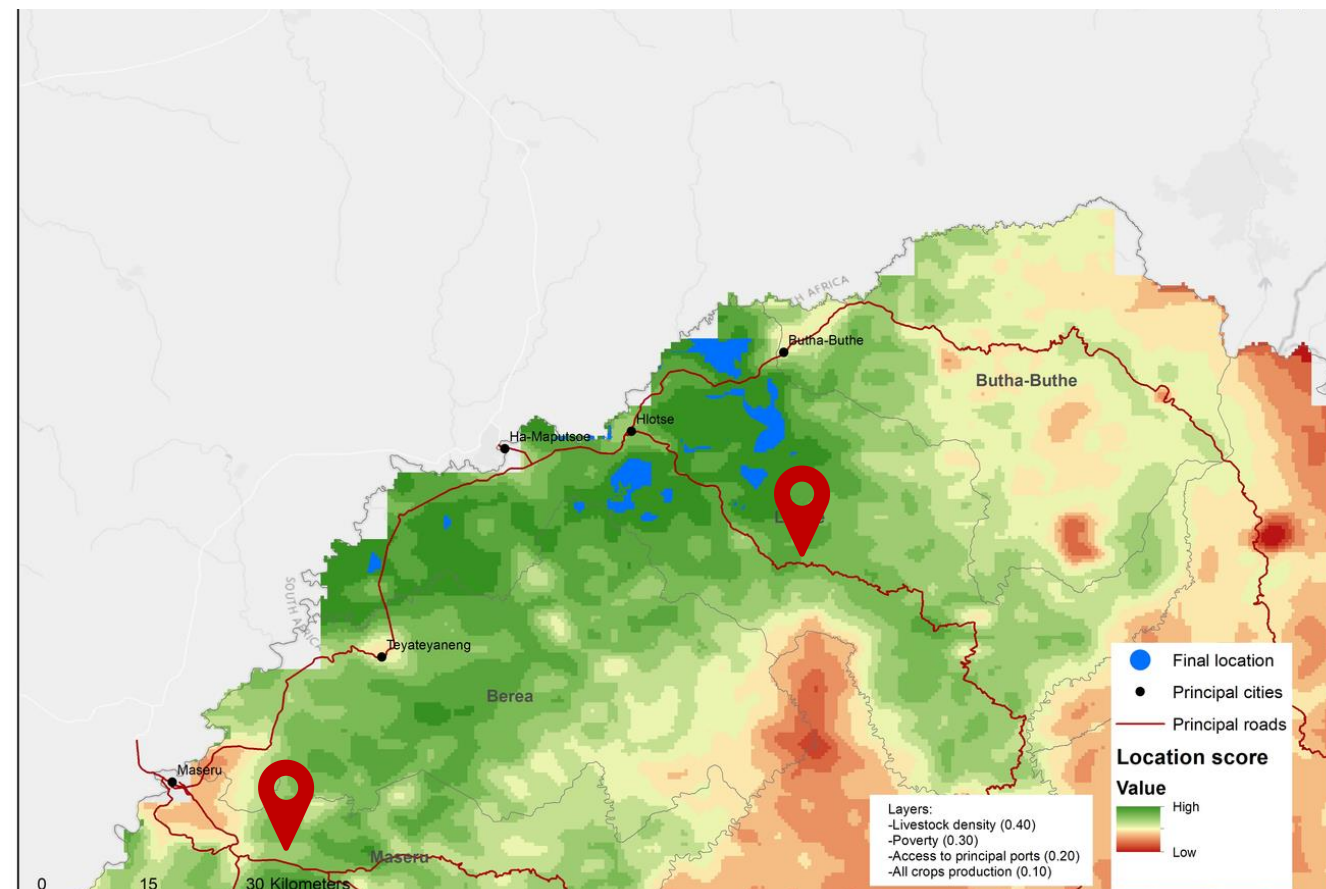 H AFRICA
Butha-Buthe
Butha-Buthe
Hlotse
Ha-Maputsoe
SOUTH AFRIC
Teyateyaneng
Berea
Maseru
Maseru
0 15 30 Kilometers
Final location
Principal cities
Principal roads
Location score
Value
High
Low
Layers:
-Livestock density (0.40)
-Poverty (0.30)
-Access to principal ports (0.20)
-All crops production (0.10)